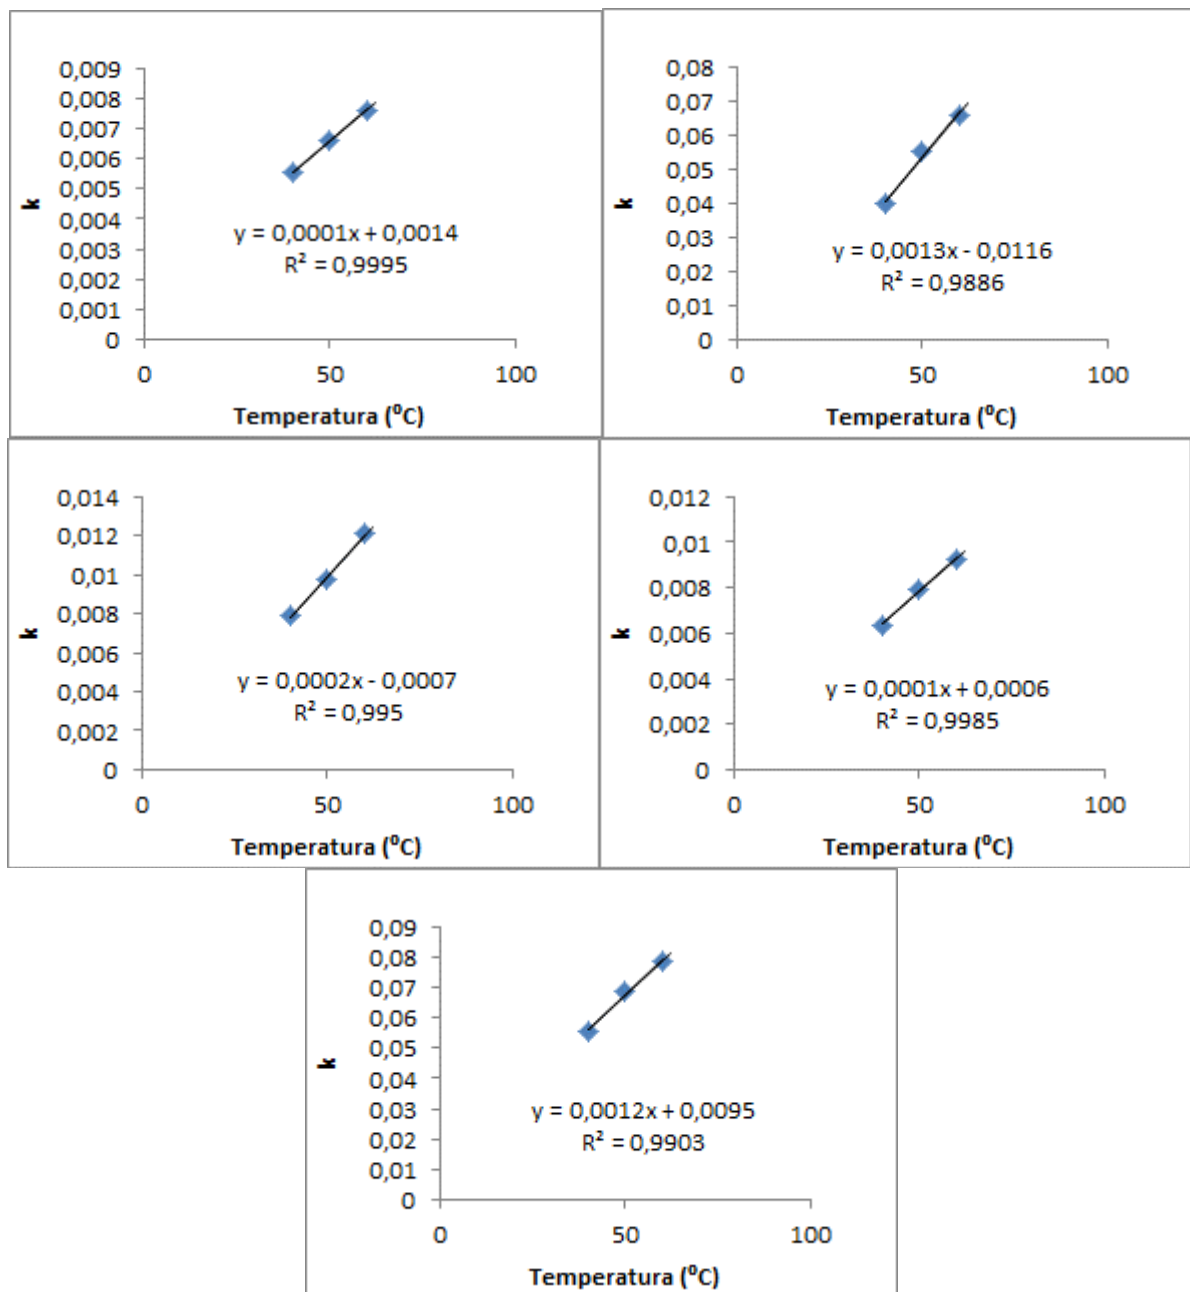 0,009
0,008
0,007
0,006
0,005
0,004
0,003
0,002
0,001
0
k
y = 0,0001x + 0,0014
R² = 0,9995
0 50 100
Temperatura (⁰C)
0,08
0,07
0,06
0,05
0,04
0,03
0,02
0,01
0
k
y = 0,0013x - 0,0116
R² = 0,9886
0 50 100
Temperatura (⁰C)
0,014
0,012
0,01
0,008
0,006
0,004
0,002
0
k
y = 0,0002x - 0,0007
R² = 0,995
0 50 100
Temperatura (⁰C)
0,012
0,01
0,008
0,006
0,004
0,002
0
k
y = 0,0001x + 0,0006
R² = 0,9985
0 50 100
Temperatura (⁰C)
0,09
0,08
0,07
0,06
0,05
0,04
0,03
0,02
0,01
0
k
y = 0,0012x + 0,0095
R² = 0,9903
0 50 100
Temperatura (⁰C)